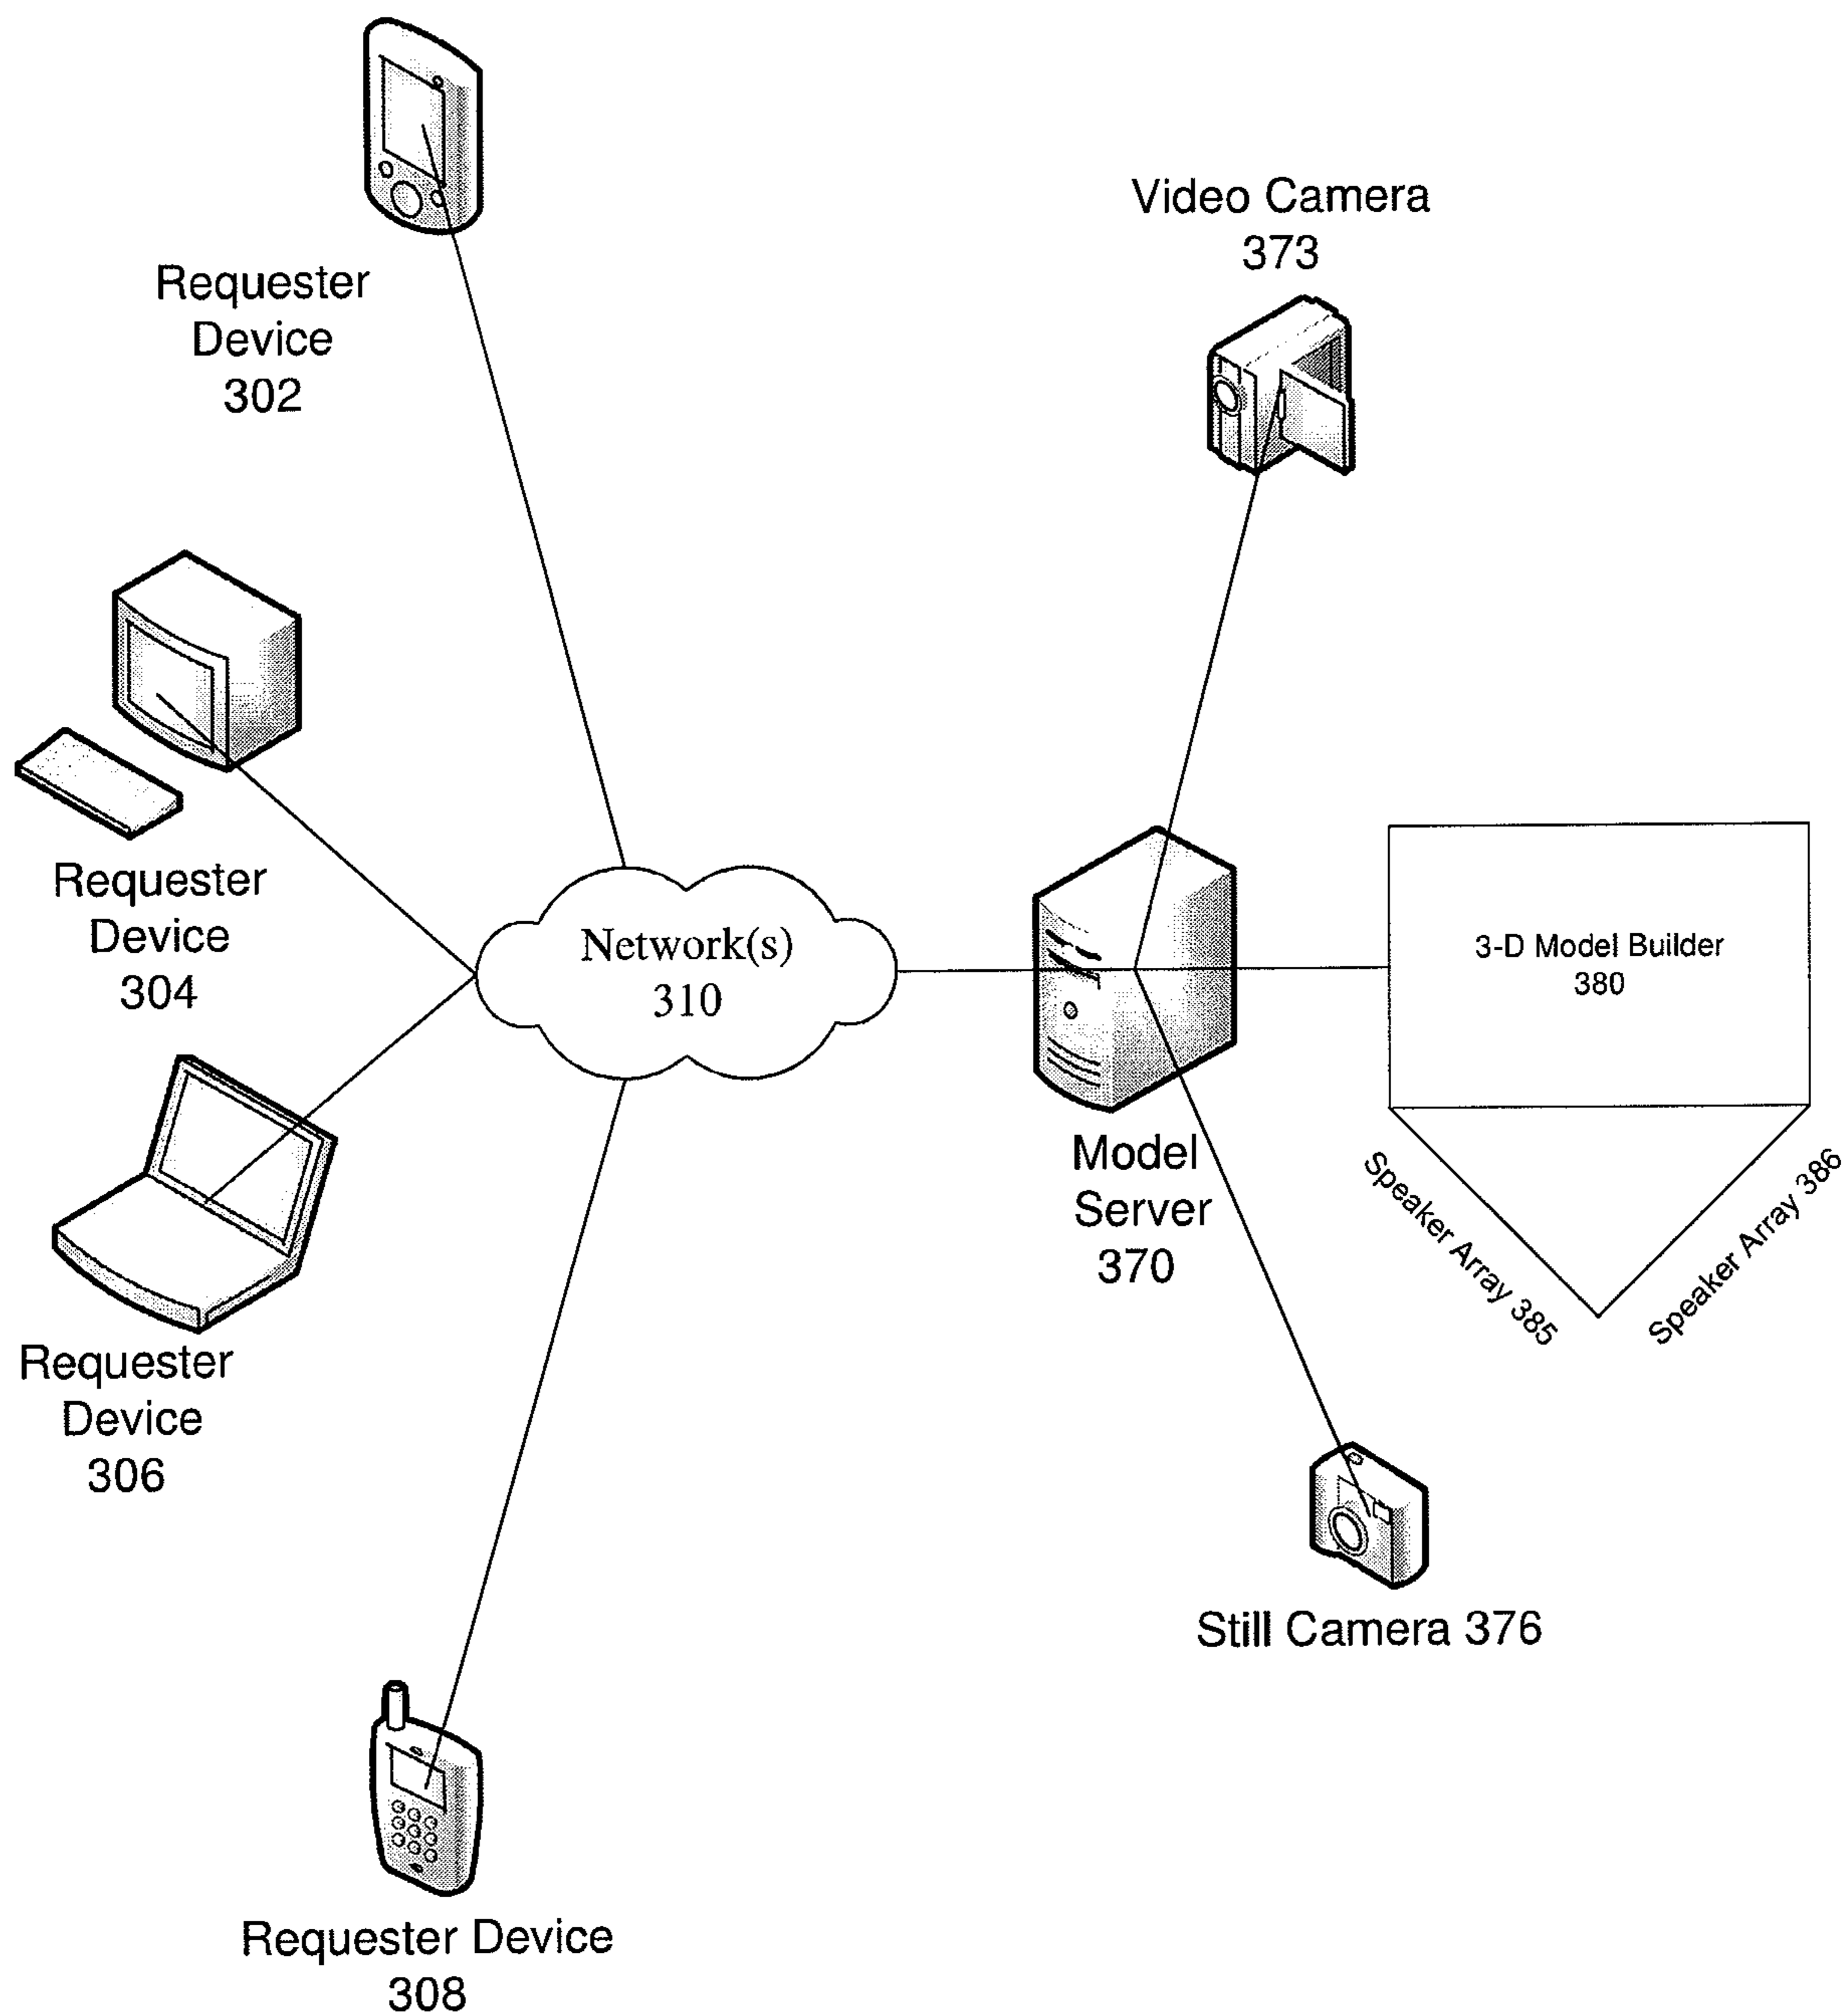 Requester
Device
302
Video Camera
373
Requester
Device
304
Network(s)
310
3-D Model Builder
380
Model
Server
370
Speaker Array 385
Speaker Array 386
Requester
Device
306
Still Camera 376
Requester Device
308